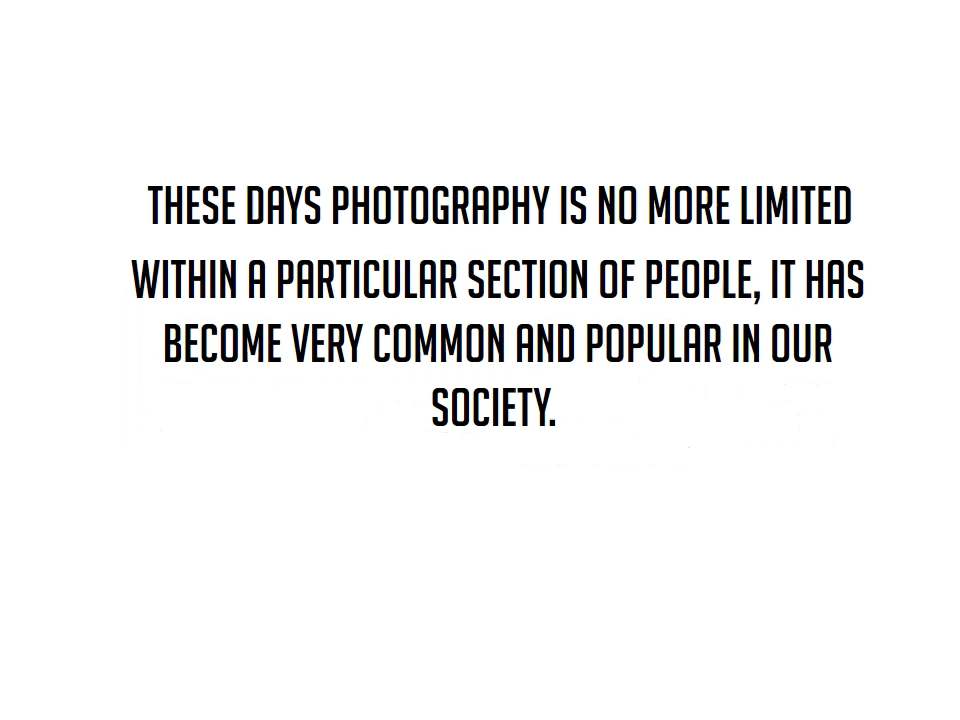 THESE DAYS PHOTOGRAPHY IS NO MORE LIMITED
WITHIN A PARTICULAR SECTION OF PEOPLE, IT HAS
BECOME VERY COMMON AND POPULAR IN OUR
SOCIETY.